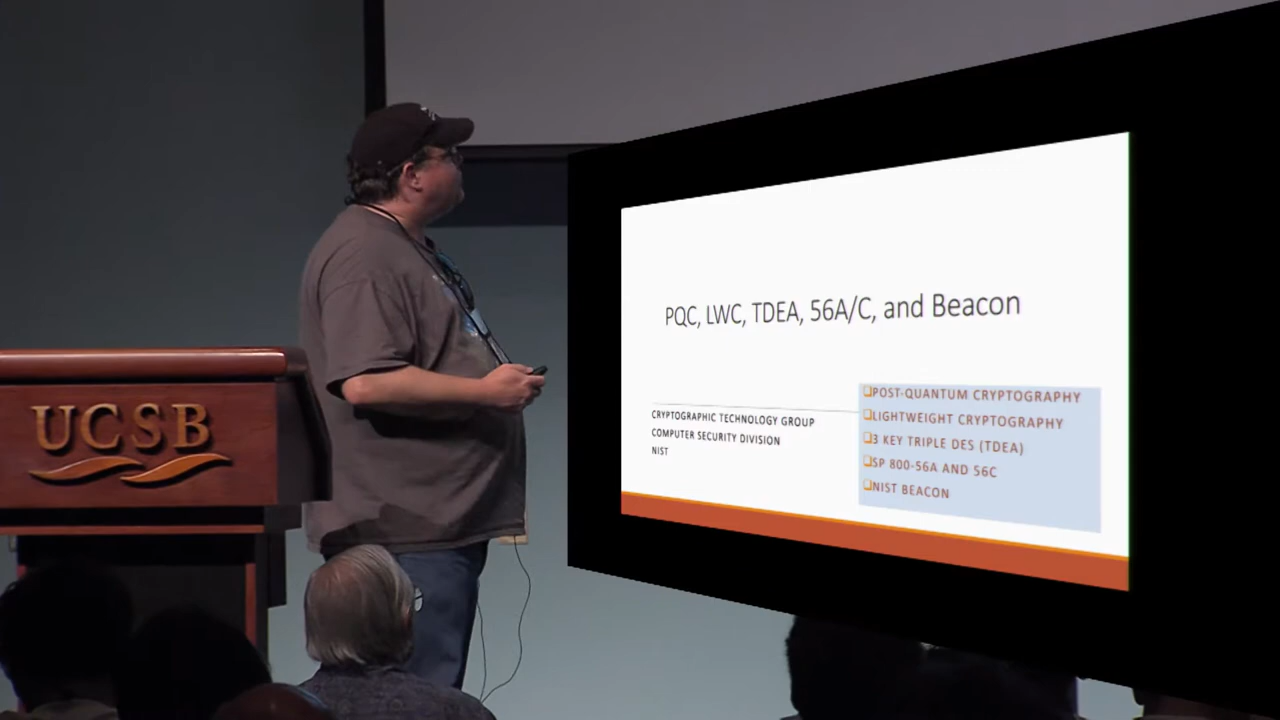 UCSB
PQC, LWC, TDEA, 56A/C, and Beacon
CRYPTOGRAPHIC TECHNOLOGY GROUP
COMPUTER SECURITY DIVISION
NIST
POST-QUANTUM CRYPTOGRAPHY
LIGHTWEIGHT CRYPTOGRAPHY
3 KEY TRIPLE DES (TDEA)
SP 800-56A AND 56C
NIST BEACON